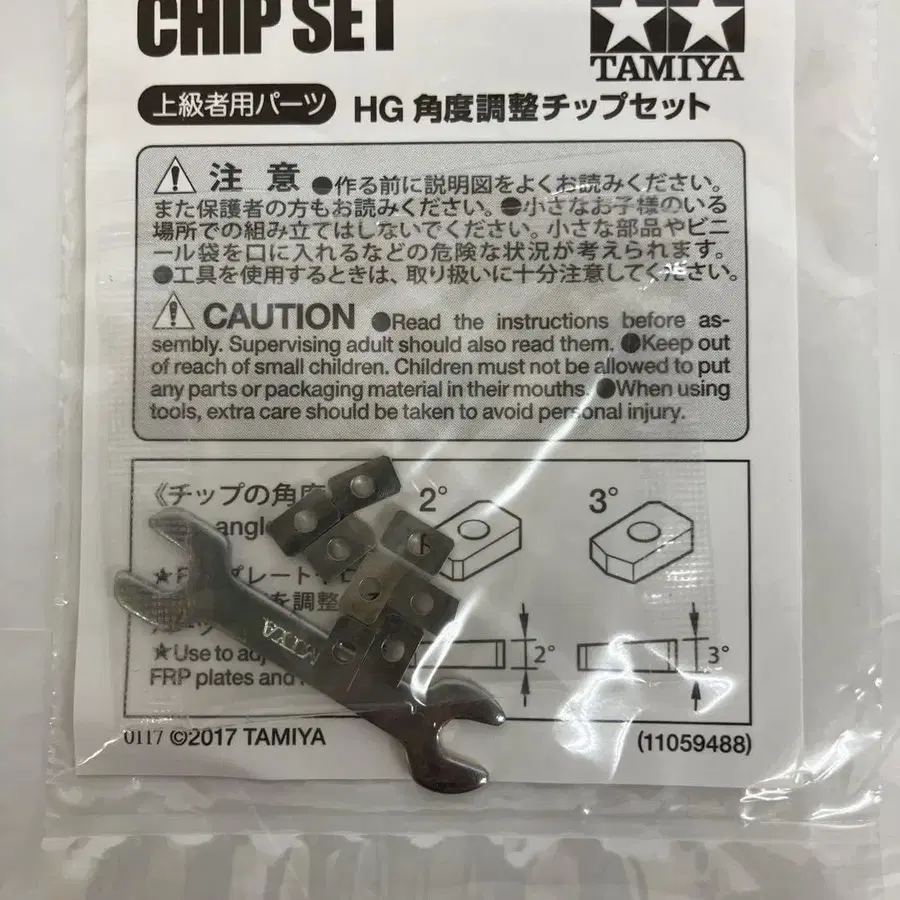 CHIP SET
TAMIYA
上級者用パーツ
HG 角度調整チップセット
注意 ●作る前に説明図をよくお読みください。
また保護者の方もお読みください。●小さなお子様のいる
場所での組み立てはしないでください。小さな部品やビニ
ール袋を口に入れるなどの危険な状況が考えられます。
●工具を使用するときは、取り扱いに十分注意してください。
CAUTION ●Read the instructions before as-
sembly. Supervising adult should also read them. ●Keep out
of reach of small children. Children must not be allowed to put
any parts or packaging material in their mouths. ●When using
tools, extra care should be taken to avoid personal injury.
《チップの角度
angle
2°
3°
プレート
を調整
★Use to adj
FRP plates and
2°
3°
0117 ©2017 TAMIYA
(11059488)